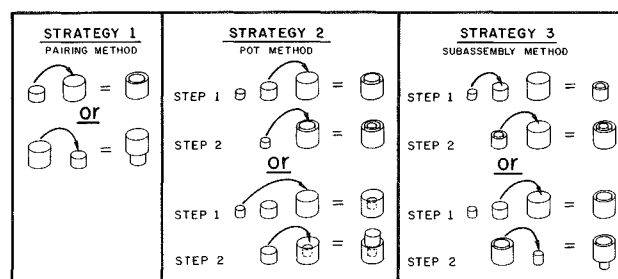 STRATEGY 1
PAIRING METHOD
=
or
=
STRATEGY 2
POT METHOD
STEP 1 =
STEP 2 =
or
STEP 1 =
STEP 2 =
STRATEGY 3
SUBASSEMBLY METHOD
STEP 1 =
STEP 2 =
or
STEP 1 =
STEP 2 =